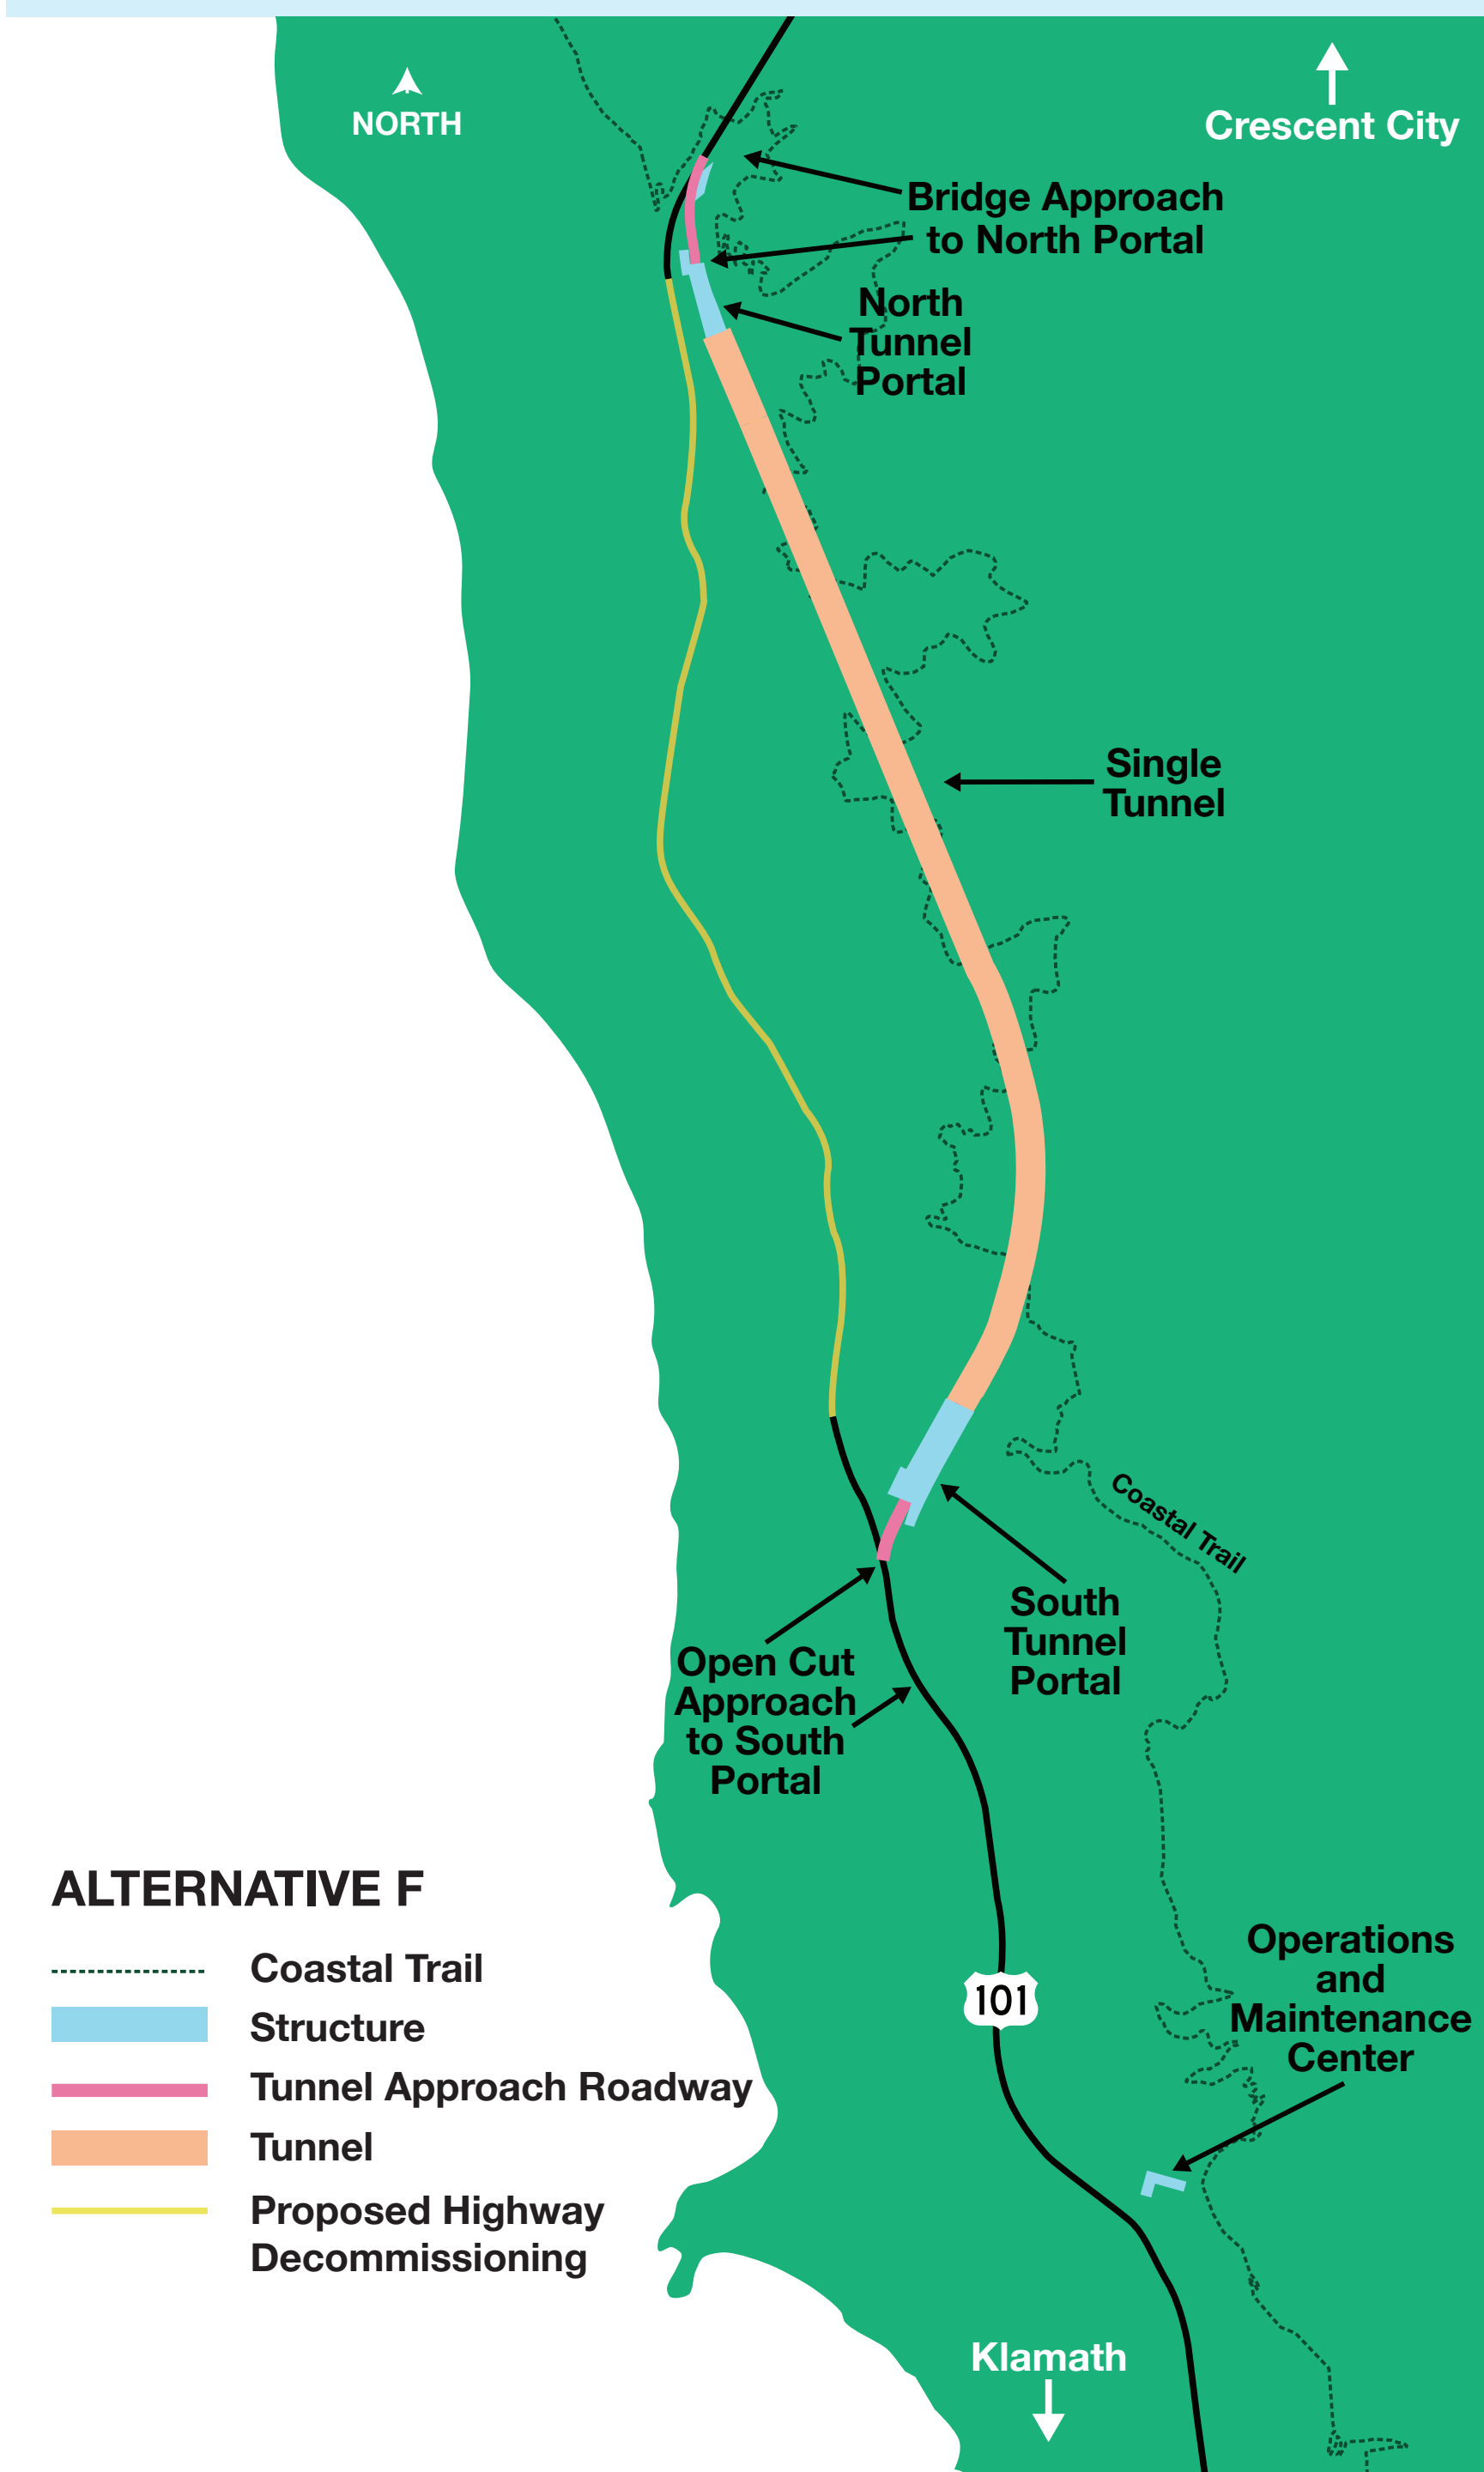 NORTH
Crescent City
Bridge Approach
to North Portal
North
Tunnel
Portal
Single
Tunnel
Coastal Trail
South
Tunnel
Portal
Open Cut
Approach
to South
Portal
ALTERNATIVE F
Coastal Trail
Structure
Tunnel Approach Roadway
Tunnel
Proposed Highway
Decommissioning
101
Operations
and
Maintenance
Center
Klamath